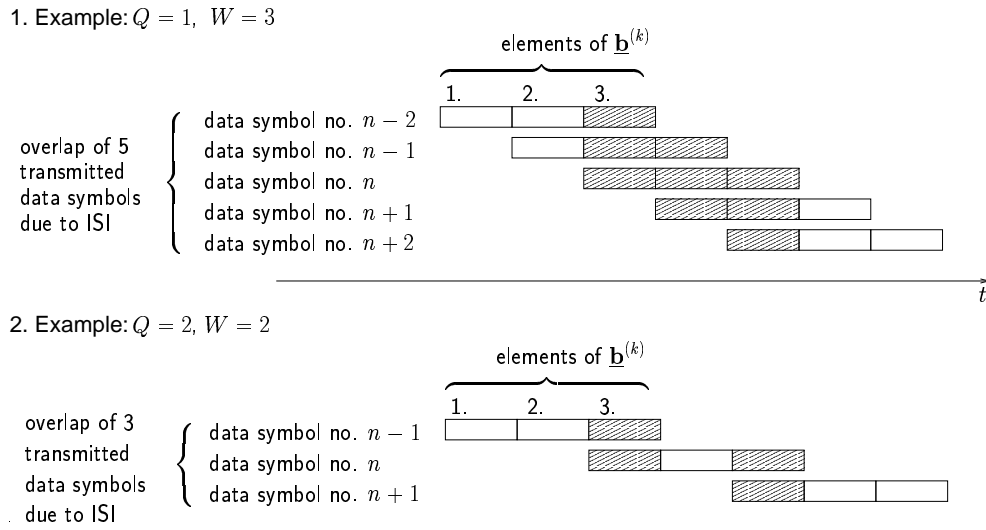 1. Example: Q = 1, W = 3
elements of b^(k)
1. 2. 3.
overlap of 5
transmitted
data symbols
due to ISI
data symbol no. n − 2
data symbol no. n − 1
data symbol no. n
data symbol no. n + 1
data symbol no. n + 2
t
2. Example: Q = 2, W = 2
elements of b^(k)
1. 2. 3.
overlap of 3
transmitted
data symbols
due to ISI
data symbol no. n − 1
data symbol no. n
data symbol no. n + 1